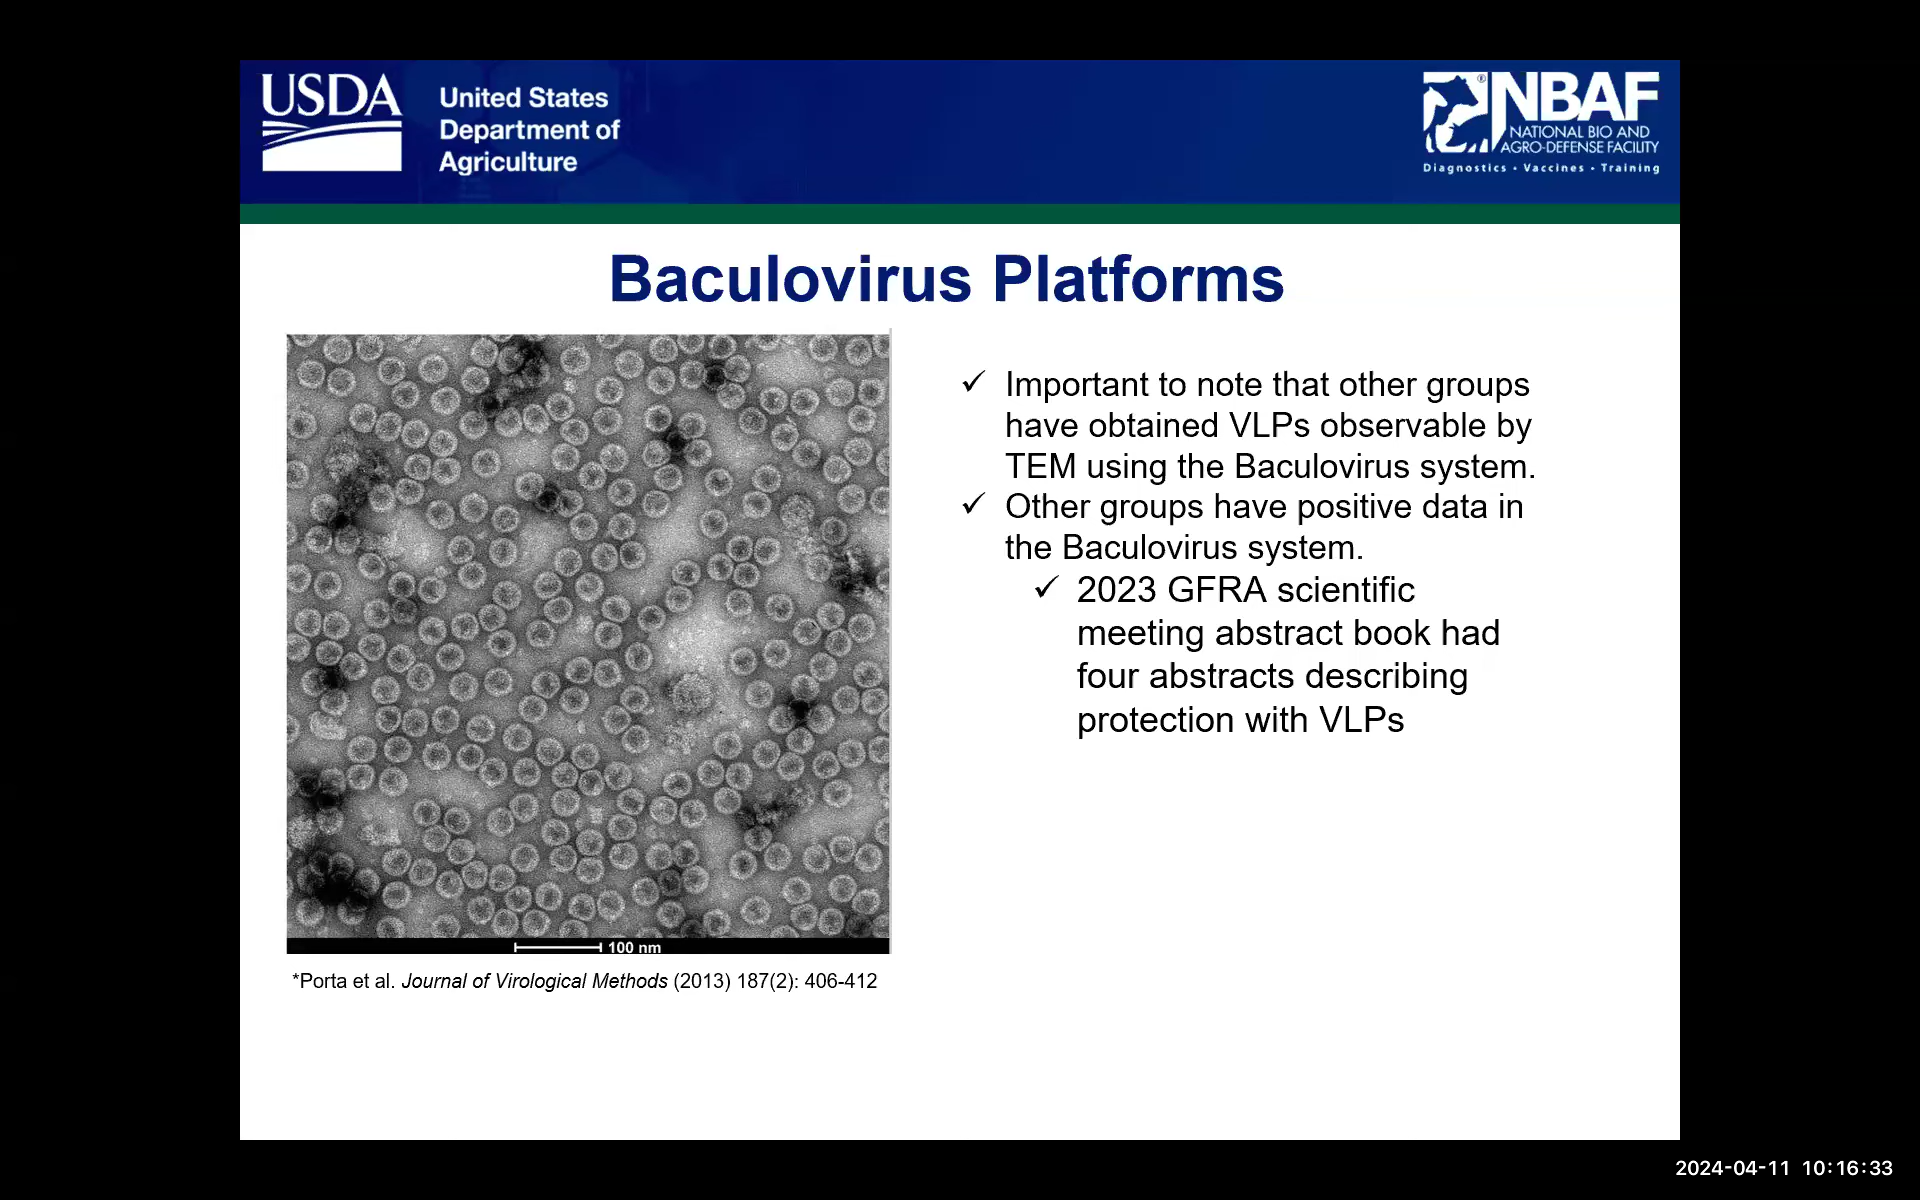 USDA
United States
Department of
Agriculture
NBAF
®
NATIONAL BIO AND
AGRO-DEFENSE FACILITY
Diagnostics • Vaccines • Training
Baculovirus Platforms
✓ Important to note that other groups
have obtained VLPs observable by
TEM using the Baculovirus system.
✓ Other groups have positive data in
the Baculovirus system.
✓ 2023 GFRA scientific
meeting abstract book had
four abstracts describing
protection with VLPs
100 nm
*Porta et al. Journal of Virological Methods (2013) 187(2): 406-412
2024-04-11 10:16:33